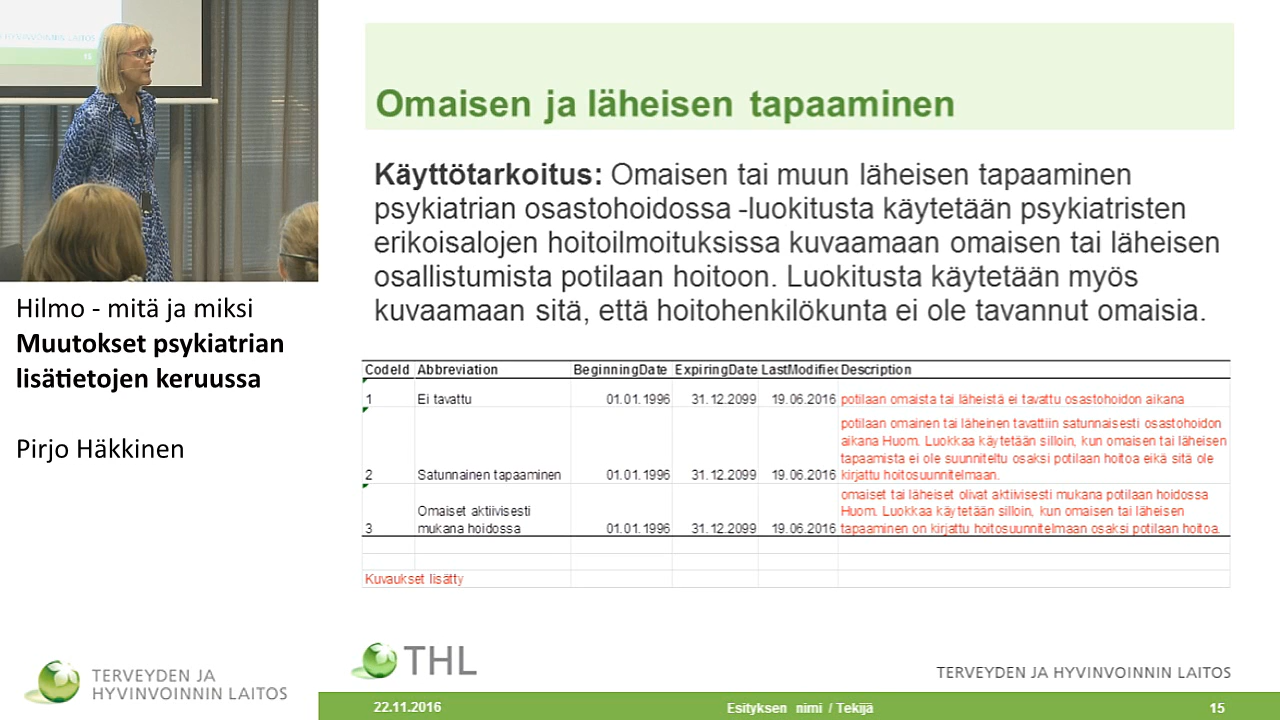 Hilmo - mitä ja miksi
Muutokset psykiatrian
lisätietojen keruussa
Pirjo Häkkinen
TERVEYDEN JA
HYVINVOINNIN LAITOS
Omaisen ja läheisen tapaaminen
Käyttötarkoitus: Omaisen tai muun läheisen tapaaminen
psykiatrian osastohoidossa -luokitusta käytetään psykiatristen
erikoisalojen hoitoilmoituksissa kuvaamaan omaisen tai läheisen
osallistumista potilaan hoitoon. Luokitusta käytetään myös
kuvaamaan sitä, että hoitohenkilökunta ei ole tavannut omaisia.
CodeId Abbreviation BeginningDate ExpiringDate LastModified Description
1 Ei tavattu 01.01.1996 31.12.2099 19.06.2016 potilaan omaista tai läheistä ei tavattu osastohoidon aikana
potilaan omainen tai läheinen tavattiin satunnaisesti osastohoidon
aikana Huom. Luokkaa käytetään silloin, kun omaisen tai läheisen
tapaamista ei ole suunniteltu osaksi potilaan hoitoa eikä sitä ole
2 Satunnainen tapaaminen 01.01.1996 31.12.2099 19.06.2016 kirjattu hoitosuunnitelmaan.
omaiset tai läheiset olivat aktiivisesti mukana potilaan hoidossa
Omaiset aktiivisesti Huom. Luokkaa käytetään silloin, kun omaisen tai läheisen
3 mukana hoidossa 01.01.1996 31.12.2099 19.06.2016 tapaaminen on kirjattu hoitosuunnitelmaan osaksi potilaan hoitoa.
Kuvaukset lisätty
THL
TERVEYDEN JA HYVINVOINNIN LAITOS
22.11.2016 Esityksen nimi / Tekijä 15